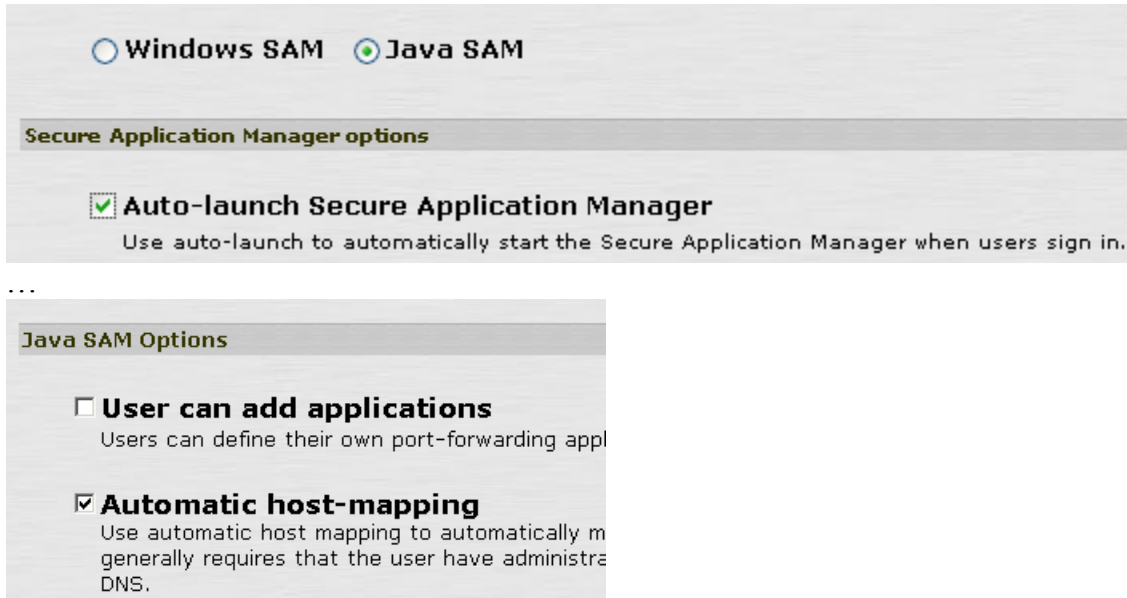 Windows SAM Java SAM
Secure Application Manager options
Auto-launch Secure Application Manager
Use auto-launch to automatically start the Secure Application Manager when users sign in.
...
Java SAM Options
User can add applications
Users can define their own port-forwarding appl
Automatic host-mapping
Use automatic host mapping to automatically m
generally requires that the user have administra
DNS.